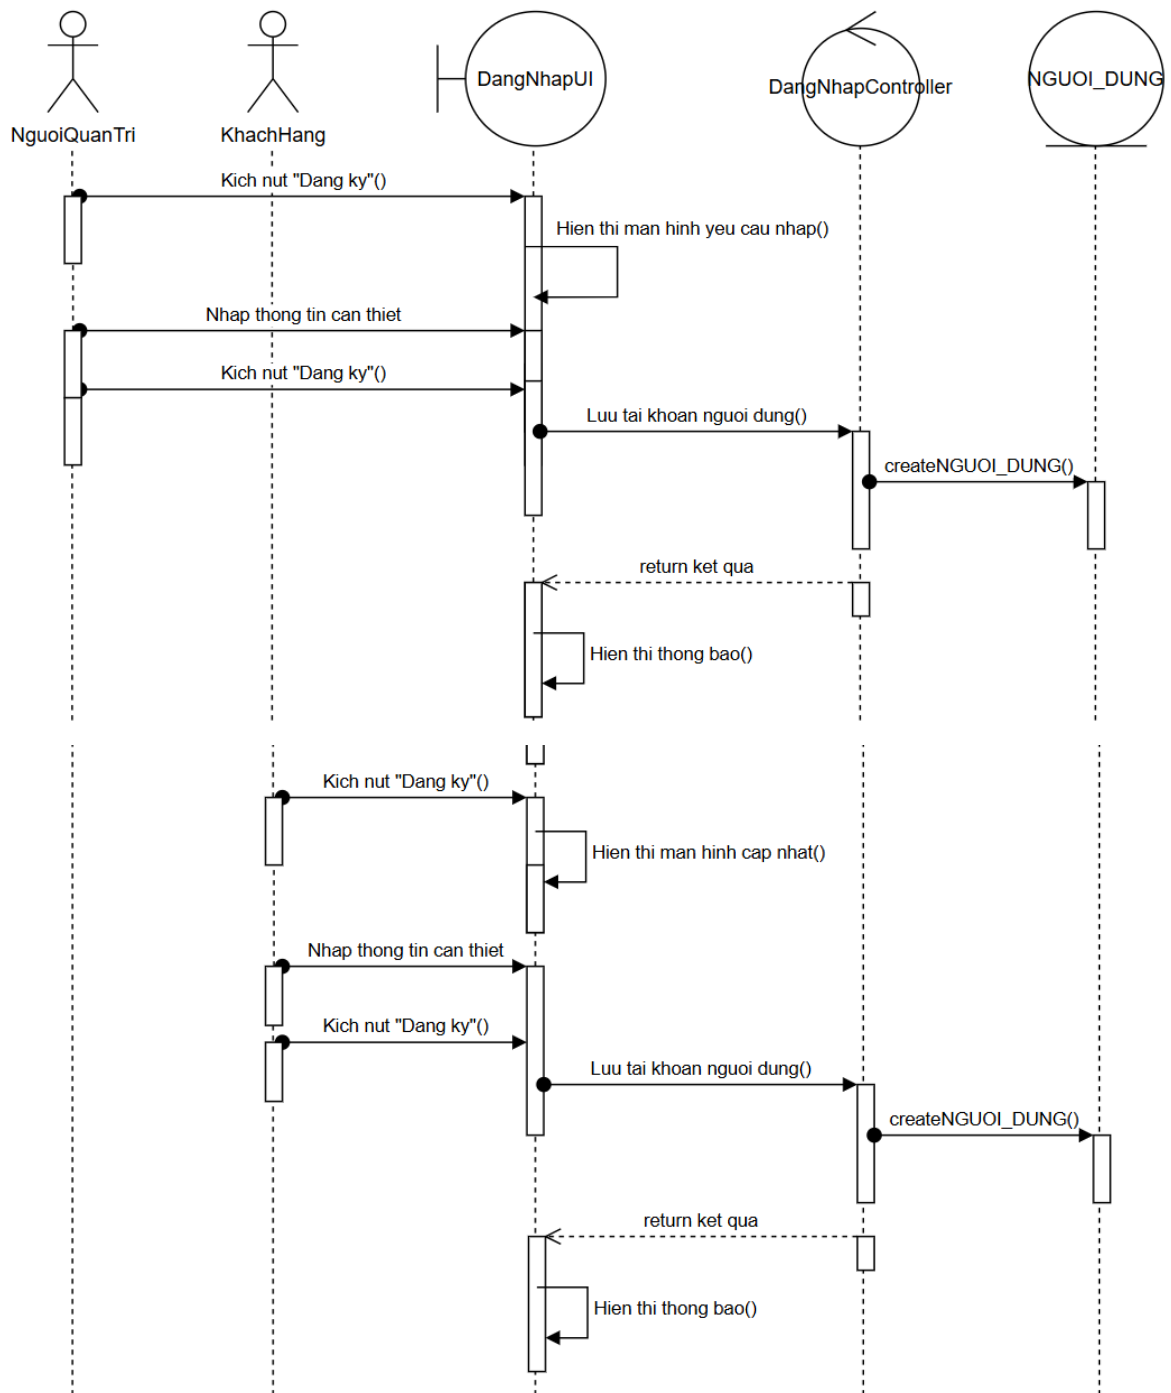 NguoiQuanTri
KhachHang
DangNhapUI
DangNhapController
NGUOI_DUNG
Kich nut "Dang ky"()
Hien thi man hinh yeu cau nhap()
Nhap thong tin can thiet
Kich nut "Dang ky"()
Luu tai khoan nguoi dung()
createNGUOI_DUNG()
return ket qua
Hien thi thong bao()
Kich nut "Dang ky"()
Hien thi man hinh cap nhat()
Nhap thong tin can thiet
Kich nut "Dang ky"()
Luu tai khoan nguoi dung()
createNGUOI_DUNG()
return ket qua
Hien thi thong bao()